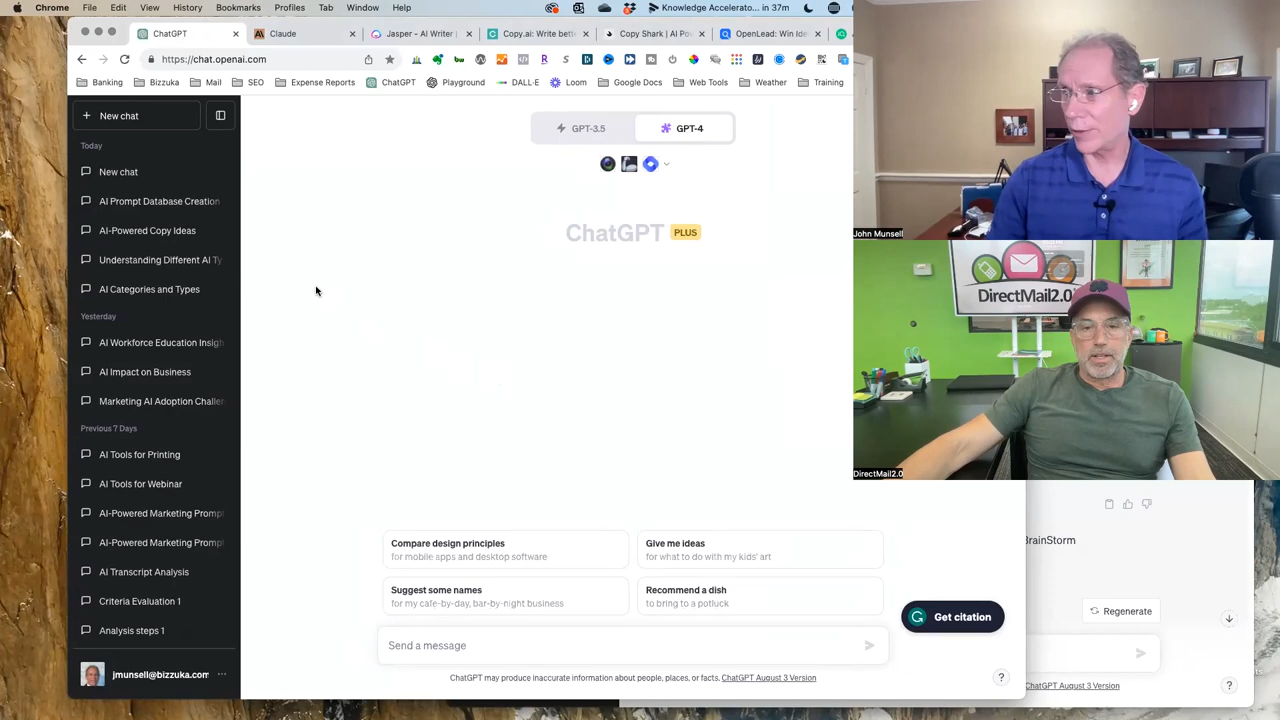 Chrome File Edit View History Bookmarks Profiles Tab Window Help
Knowledge Accelerato... in 37m
ChatGPT
Claude
Jasper - AI Writer |
Copy.ai: Write bett
Copy Shark | AI Pow
OpenLead: Win Ide
https://chat.openai.com
Banking
Bizzuka
Mail
SEO
Expense Reports
ChatGPT
Playground
DALL·E
Loom
Google Docs
Web Tools
Weather
Training
New chat
Today
New chat
AI Prompt Database Creation
AI-Powered Copy Ideas
Understanding Different AI Ty
AI Categories and Types
Yesterday
AI Workforce Education Insigh
AI Impact on Business
Marketing AI Adoption Challen
Previous 7 Days
AI Tools for Printing
AI Tools for Webinar
AI-Powered Marketing Promp
AI-Powered Marketing Promp
AI Transcript Analysis
Criteria Evaluation 1
Analysis steps 1
jmunsell@bizzuka.com
GPT-3.5
GPT-4
ChatGPT PLUS
Compare design principles
for mobile apps and desktop software
Give me ideas
for what to do with my kids' art
Suggest some names
for my cafe-by-day, bar-by-night business
Recommend a dish
to bring to a potluck
Get citation
Send a message
ChatGPT may produce inaccurate information about people, places, or facts. ChatGPT August 3 Version
?
John Munsell
DirectMail2.0
DirectMail2.0
BrainStorm
Regenerate
ChatGPT August 3 Version
?